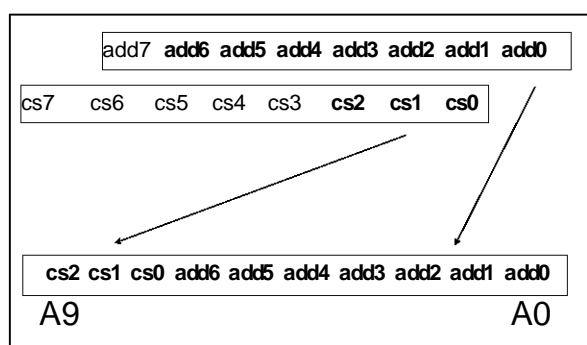 add7 add6 add5 add4 add3 add2 add1 add0
cs7 cs6 cs5 cs4 cs3 cs2 cs1 cs0
cs2 cs1 cs0 add6 add5 add4 add3 add2 add1 add0
A9 A0